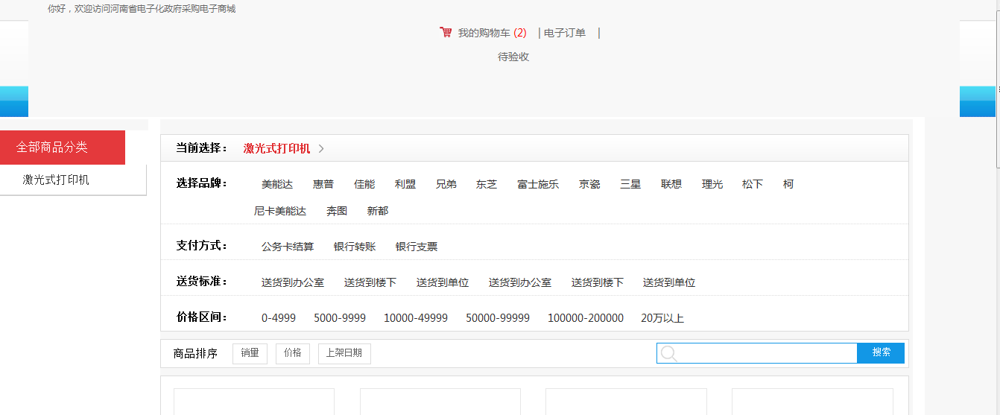 你好，欢迎访问河南省电子化政府采购电子商城
我的购物车 (2) | 电子订单 |
待验收
全部商品分类
激光式打印机
当前选择： 激光式打印机 >
选择品牌： 美能达 惠普 佳能 利盟 兄弟 东芝 富士施乐 京瓷 三星 联想 理光 松下 柯
尼卡美能达 奔图 新都
支付方式： 公务卡结算 银行转账 银行支票
送货标准： 送货到办公室 送货到楼下 送货到单位 送货到办公室 送货到楼下 送货到单位
价格区间： 0-4999 5000-9999 10000-49999 50000-99999 100000-200000 20万以上
商品排序 销量 价格 上架日期 搜索